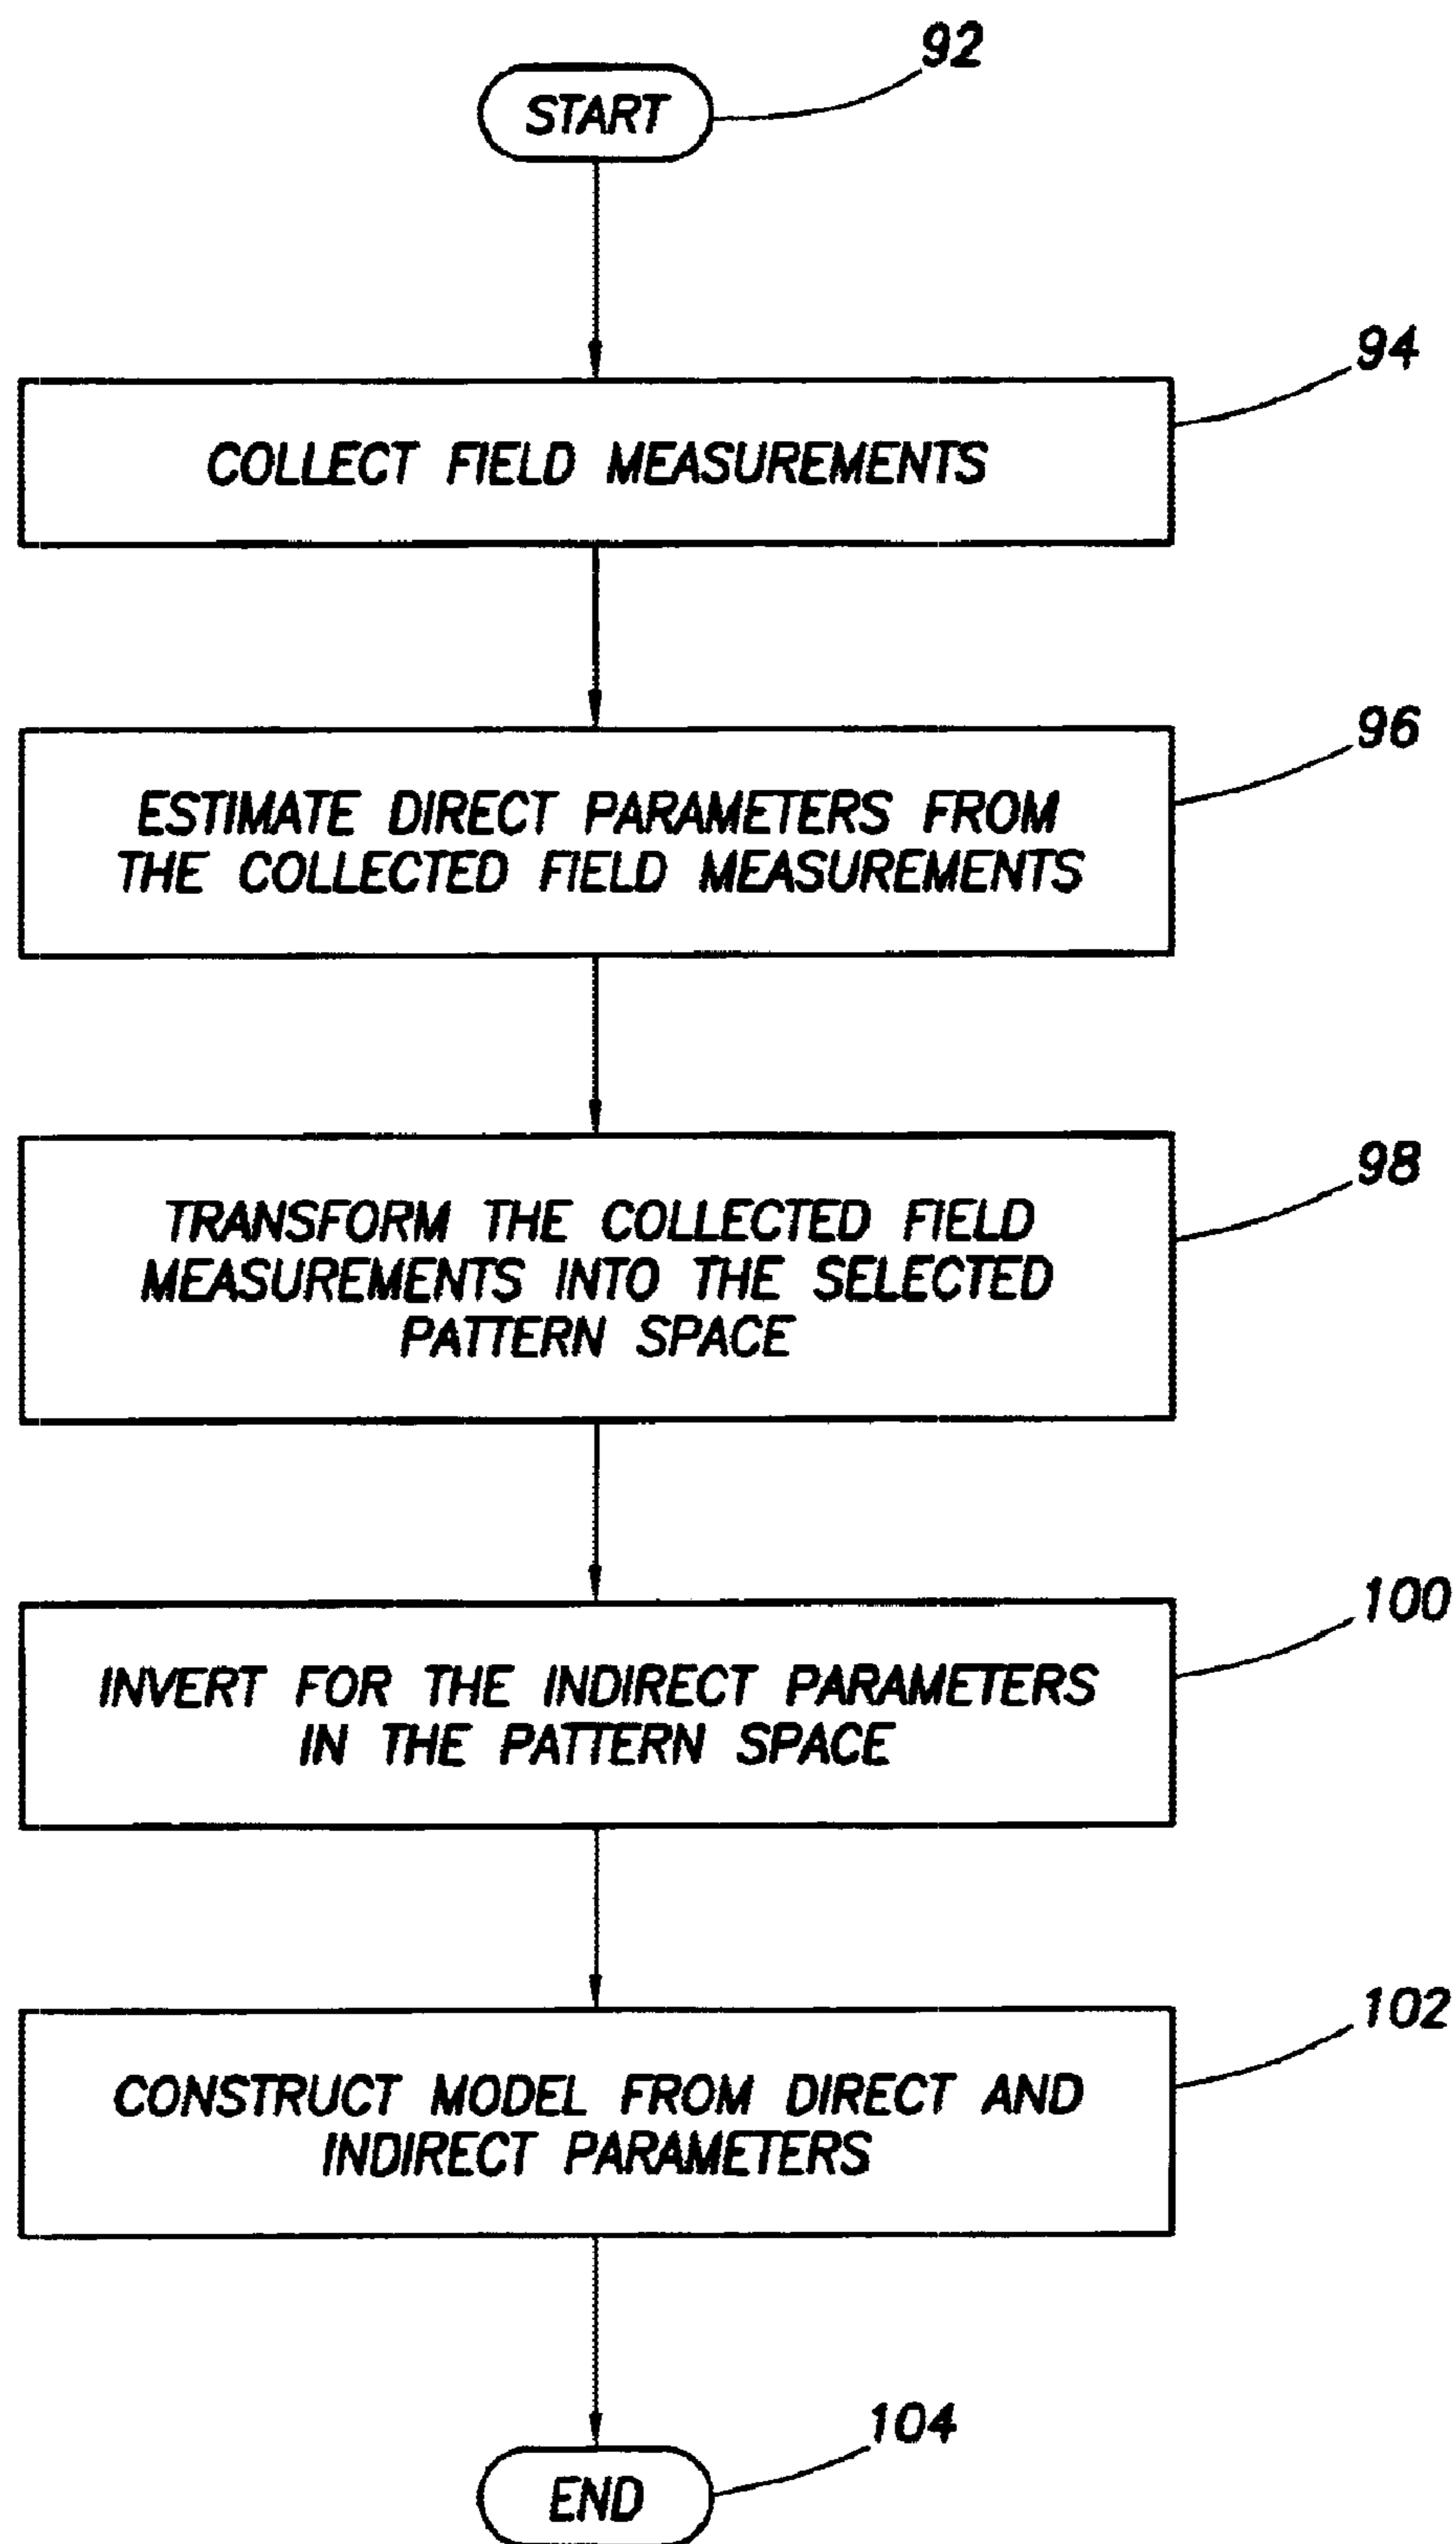 92
START
94
COLLECT FIELD MEASUREMENTS
96
ESTIMATE DIRECT PARAMETERS FROM
THE COLLECTED FIELD MEASUREMENTS
98
TRANSFORM THE COLLECTED FIELD
MEASUREMENTS INTO THE SELECTED
PATTERN SPACE
100
INVERT FOR THE INDIRECT PARAMETERS
IN THE PATTERN SPACE
102
CONSTRUCT MODEL FROM DIRECT AND
INDIRECT PARAMETERS
104
END